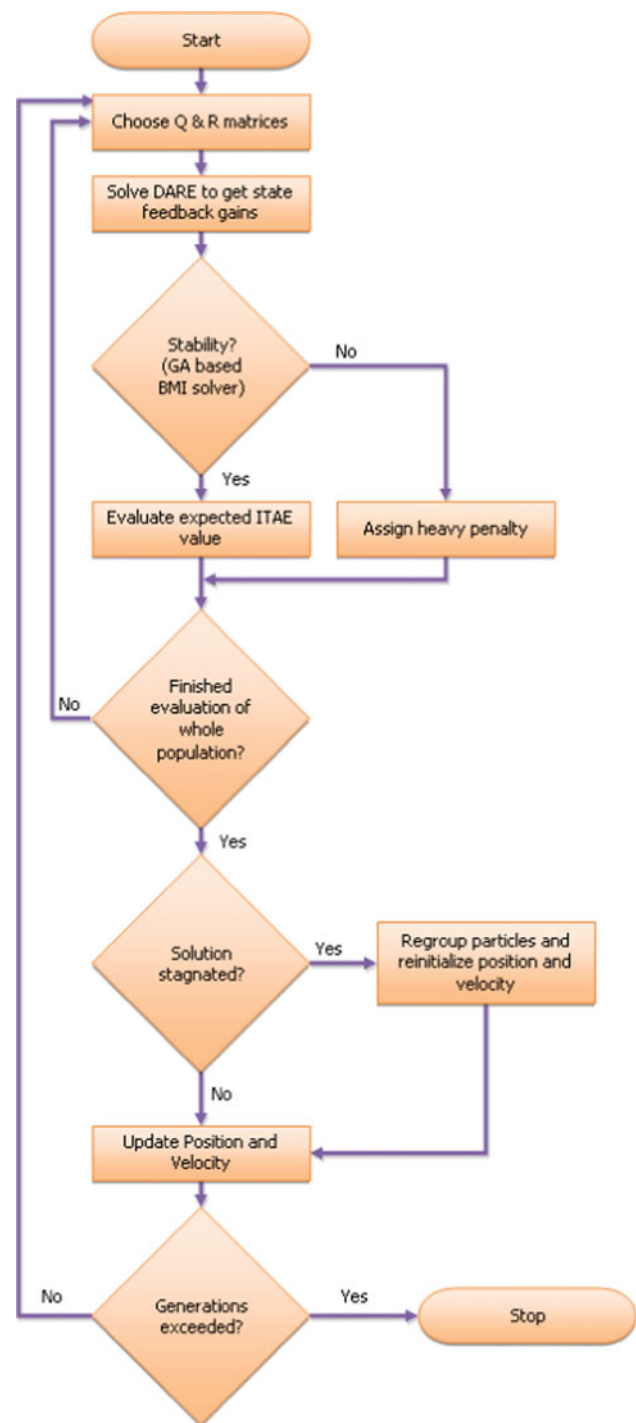 Start
Choose Q & R matrices
Solve DARE to get state
feedback gains
Stability?
(GA based
BMI solver)
No
Yes
Evaluate expected ITAE
value
Assign heavy penalty
Finished
evaluation of
whole
population?
No
Yes
Solution
stagnated?
Yes
Regroup particles and
reinitialize position and
velocity
No
Update Position and
Velocity
Generations
exceeded?
No
Yes
Stop